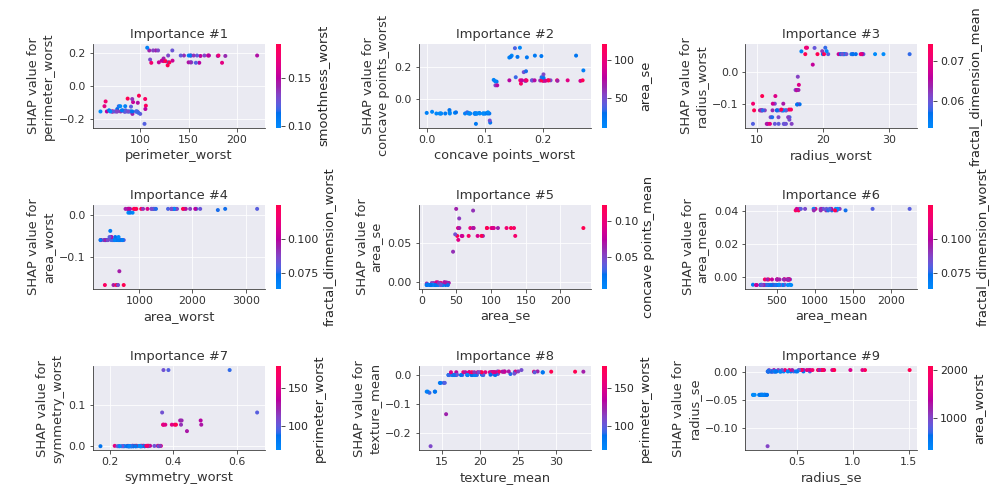 Importance #1
SHAP value for
perimeter_worst
0.2
0.0
−0.2
100
150
200
perimeter_worst
0.15
0.10
smoothness_worst
Importance #2
SHAP value for
concave points_worst
0.2
0.0
0.0
0.1
0.2
concave points_worst
100
50
area_se
Importance #3
SHAP value for
radius_worst
0.0
−0.1
10
20
30
radius_worst
0.07
0.06
fractal_dimension_mean
Importance #4
SHAP value for
area_worst
0.0
−0.1
1000
2000
3000
area_worst
0.100
0.075
fractal_dimension_worst
Importance #5
SHAP value for
area_se
0.05
0.00
0
50
100
150
200
area_se
0.10
0.05
concave points_mean
Importance #6
SHAP value for
area_mean
0.04
0.02
0.00
500
1000
1500
2000
area_mean
0.100
0.075
fractal_dimension_worst
Importance #7
SHAP value for
symmetry_worst
0.1
0.0
0.2
0.4
0.6
symmetry_worst
150
100
perimeter_worst
Importance #8
SHAP value for
texture_mean
0.0
−0.1
−0.2
15
20
25
30
texture_mean
150
100
perimeter_worst
Importance #9
SHAP value for
radius_se
0.00
−0.05
−0.10
0.5
1.0
1.5
radius_se
2000
1000
area_worst